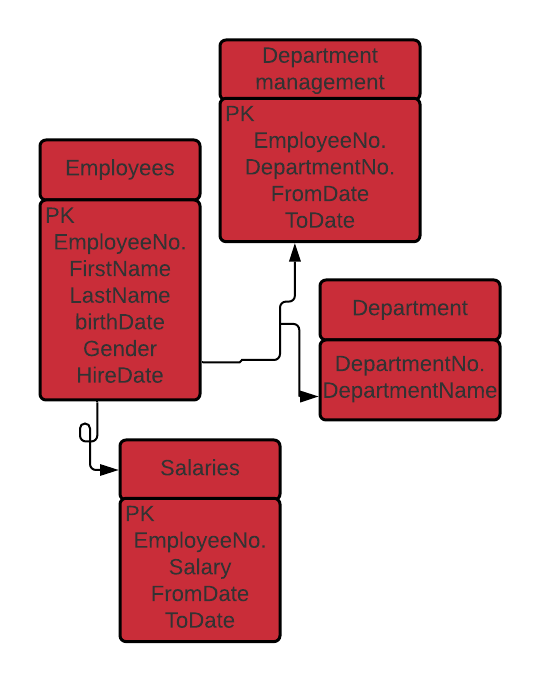 Department
management
PK
EmployeeNo.
DepartmentNo.
FromDate
ToDate
Employees
PK
EmployeeNo.
FirstName
LastName
birthDate
Gender
HireDate
Department
DepartmentNo.
DepartmentName
Salaries
PK
EmployeeNo.
Salary
FromDate
ToDate